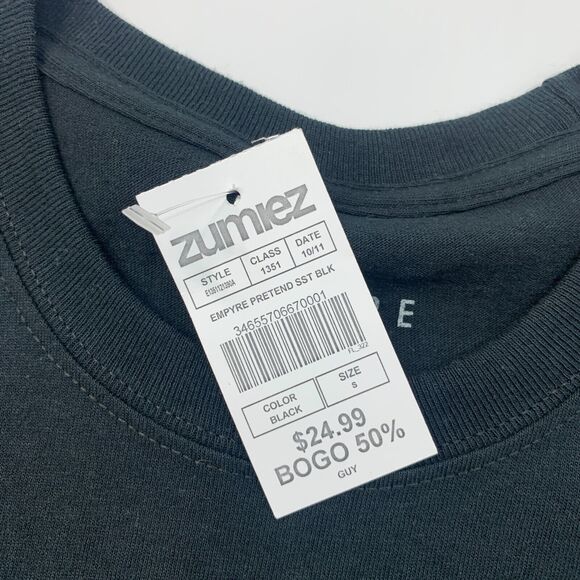 zumiez
STYLE
CLASS
1351
DATE
10/11
EMPYRE PRETEND SST BLK
34655706670001
FL_322
COLOR
BLACK
SIZE
S
$24.99
BOGO 50%
GUY
R E